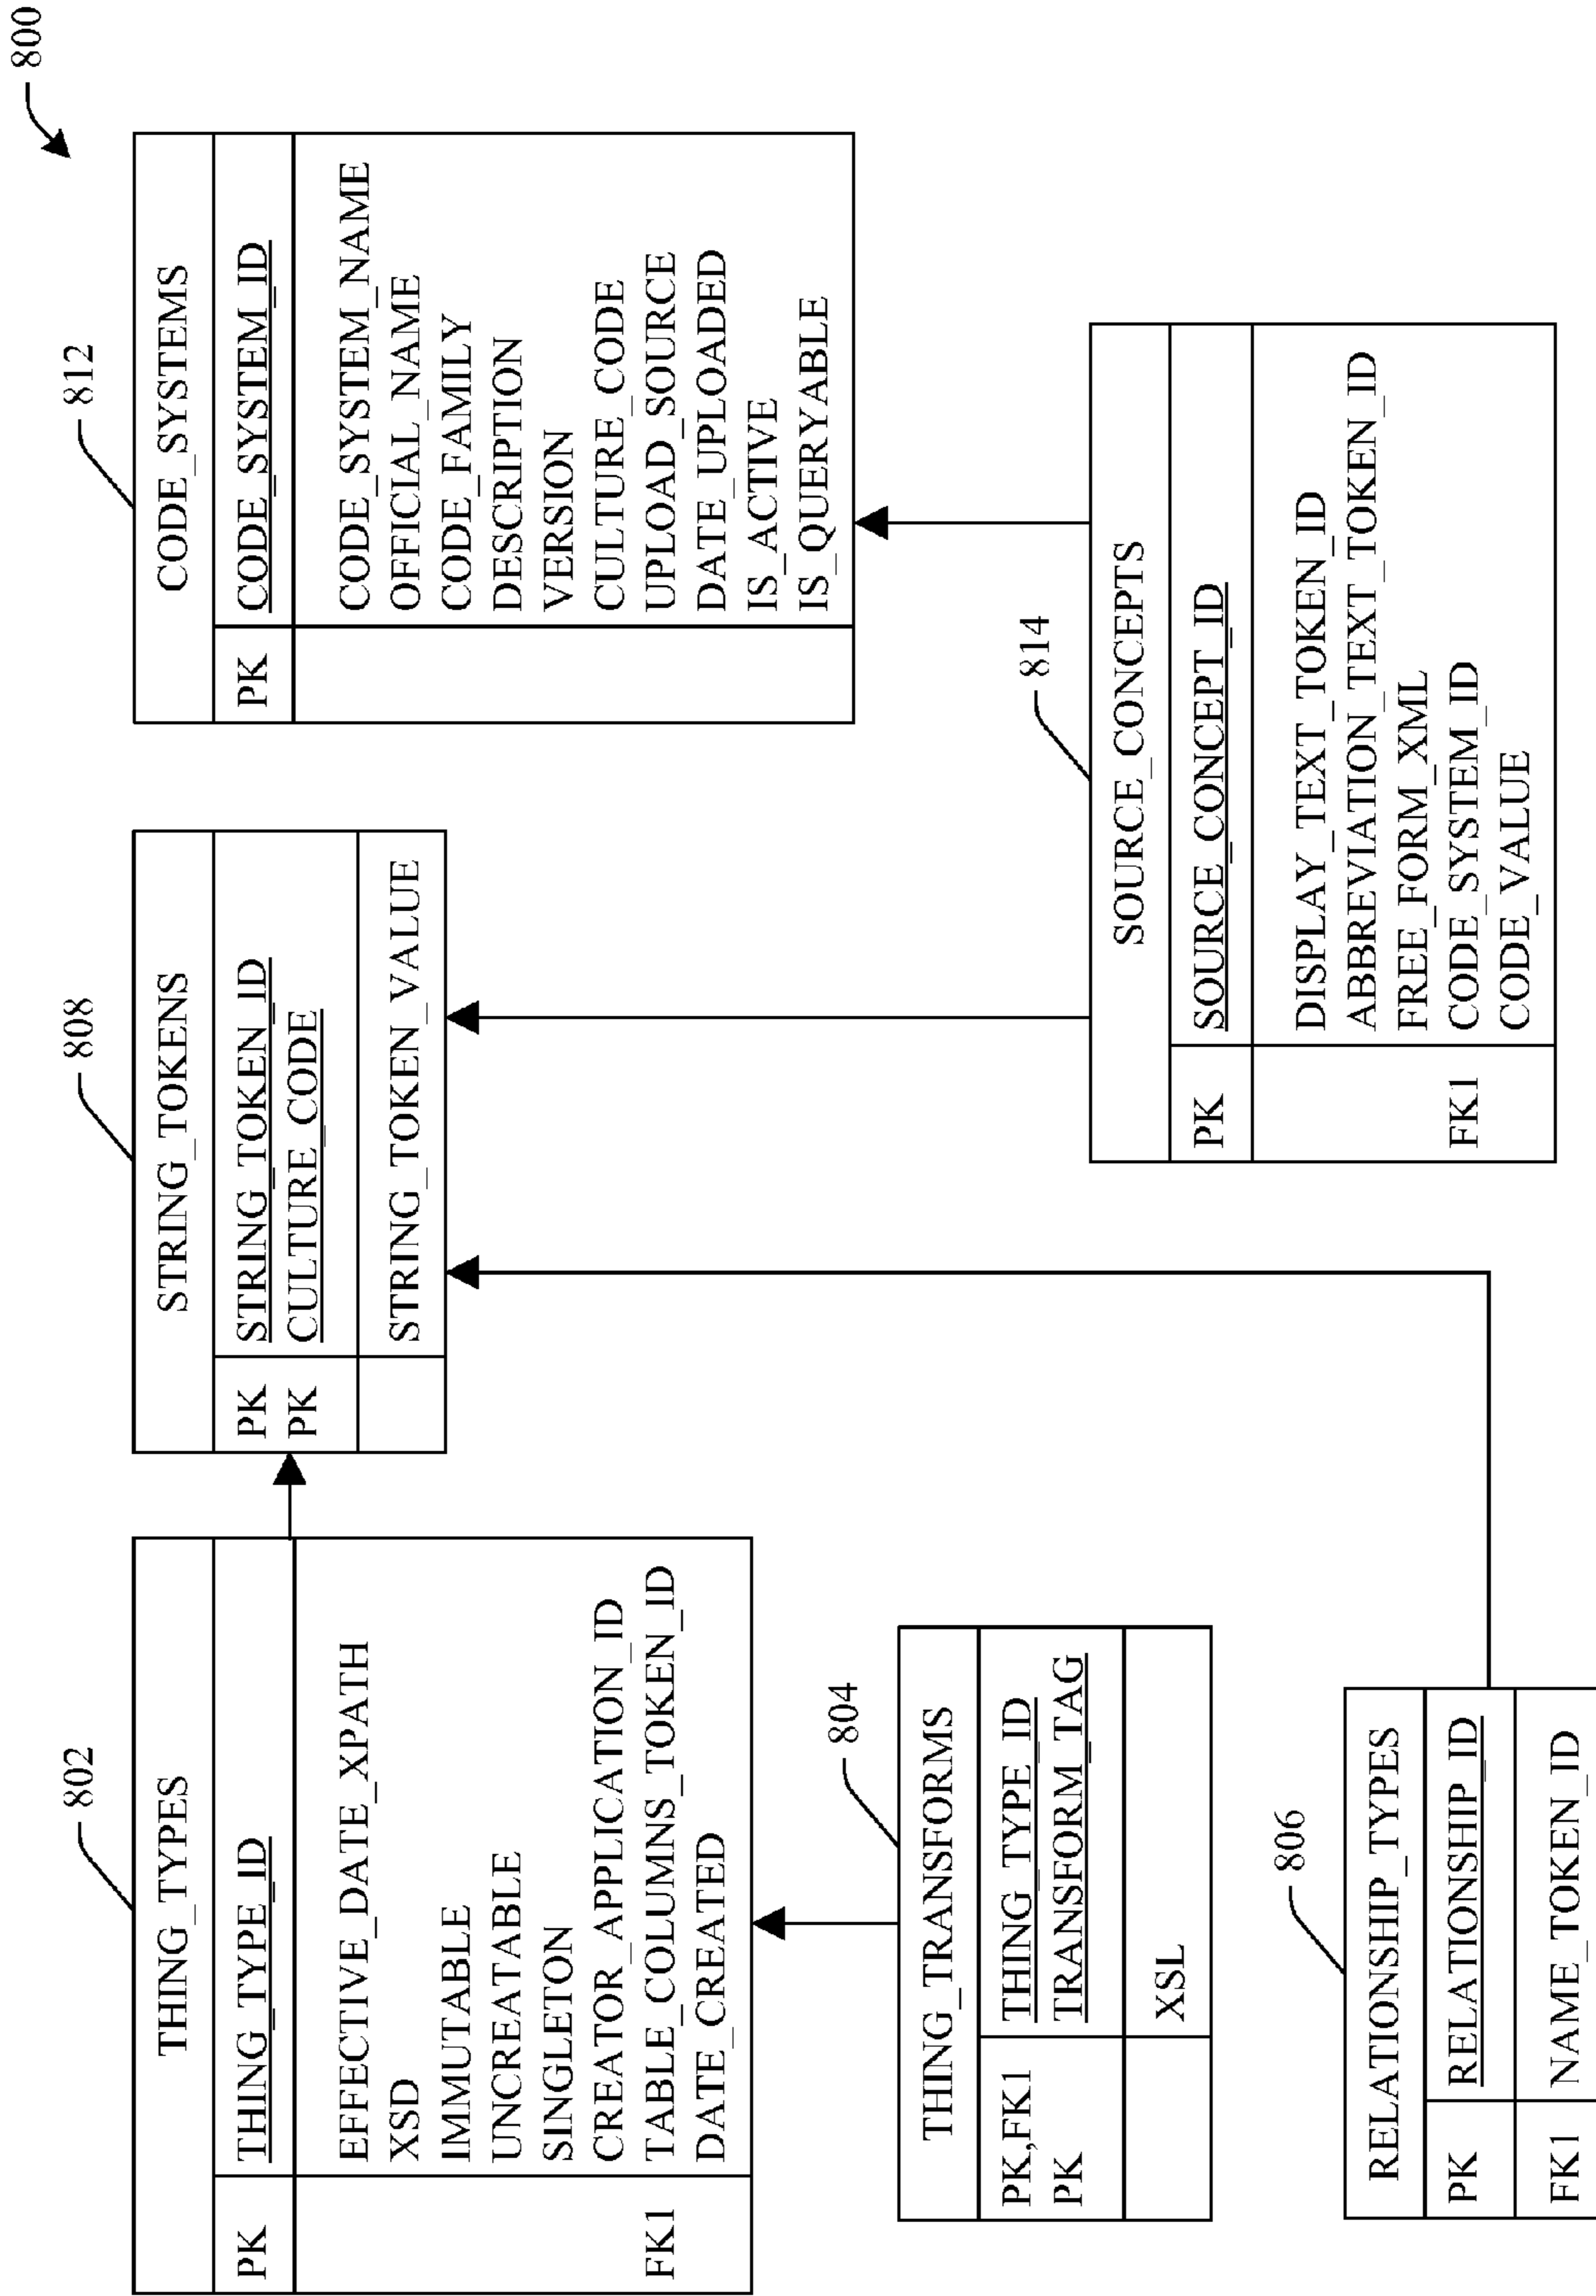 800
802
THING_TYPES
PK THING_TYPE_ID
EFFECTIVE_DATE_XPATH
XSD
IMMUTABLE
UNCREATABLE
SINGLETON
CREATOR_APPLICATION_ID
FK1 TABLE_COLUMNS_TOKEN_ID
DATE_CREATED
808
STRING_TOKENS
PK STRING_TOKEN_ID
PK CULTURE_CODE
STRING_TOKEN_VALUE
812
CODE_SYSTEMS
PK CODE_SYSTEM_ID
CODE_SYSTEM_NAME
OFFICIAL_NAME
CODE_FAMILY
DESCRIPTION
VERSION
CULTURE_CODE
UPLOAD_SOURCE
DATE_UPLOADED
IS_ACTIVE
IS_QUERYABLE
804
THING_TRANSFORMS
PK,FK1 THING_TYPE_ID
PK TRANSFORM_TAG
XSL
814
SOURCE_CONCEPTS
PK SOURCE_CONCEPT_ID
DISPLAY_TEXT_TOKEN_ID
ABBREVIATION_TEXT_TOKEN_ID
FREE_FORM_XML
FK1 CODE_SYSTEM_ID
CODE_VALUE
806
RELATIONSHIP_TYPES
PK RELATIONSHIP_ID
FK1 NAME_TOKEN_ID